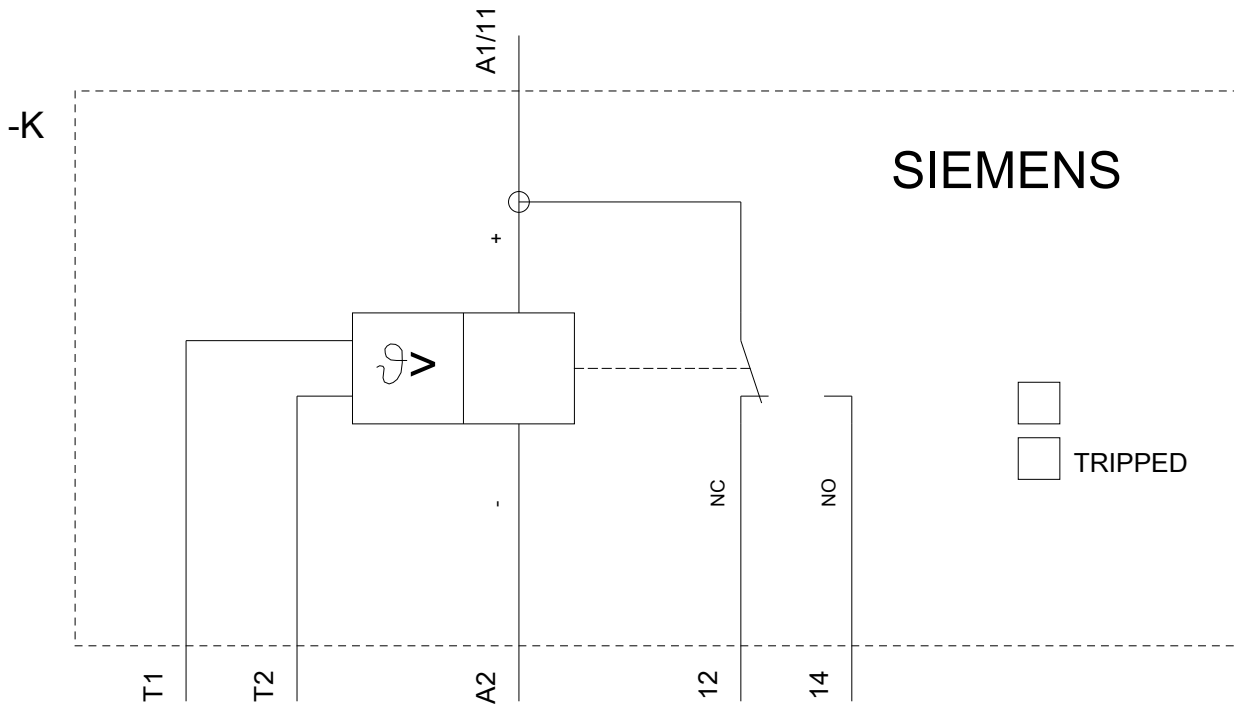 A1/11
-K
SIEMENS
+
ϑ>
TRIPPED
-
NC
NO
T1
T2
A2
12
14